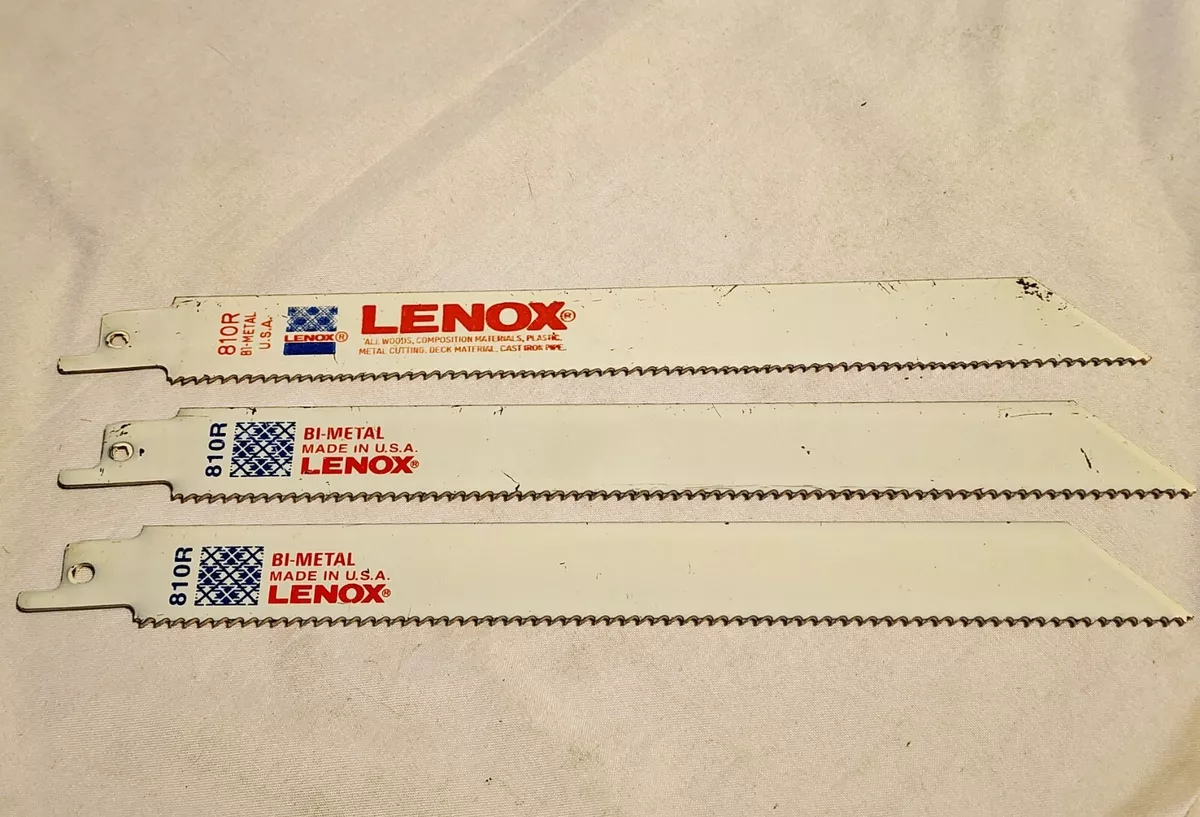 810R
BI-METAL
U.S.A.
LENOX®
LENOX®
ALL WOODS, COMPOSITION MATERIALS, PLASTIC,
METAL CUTTING, DECK MATERIAL, CAST IRON PIPE.
810R
BI-METAL
MADE IN U.S.A.
LENOX®
810R
BI-METAL
MADE IN U.S.A.
LENOX®